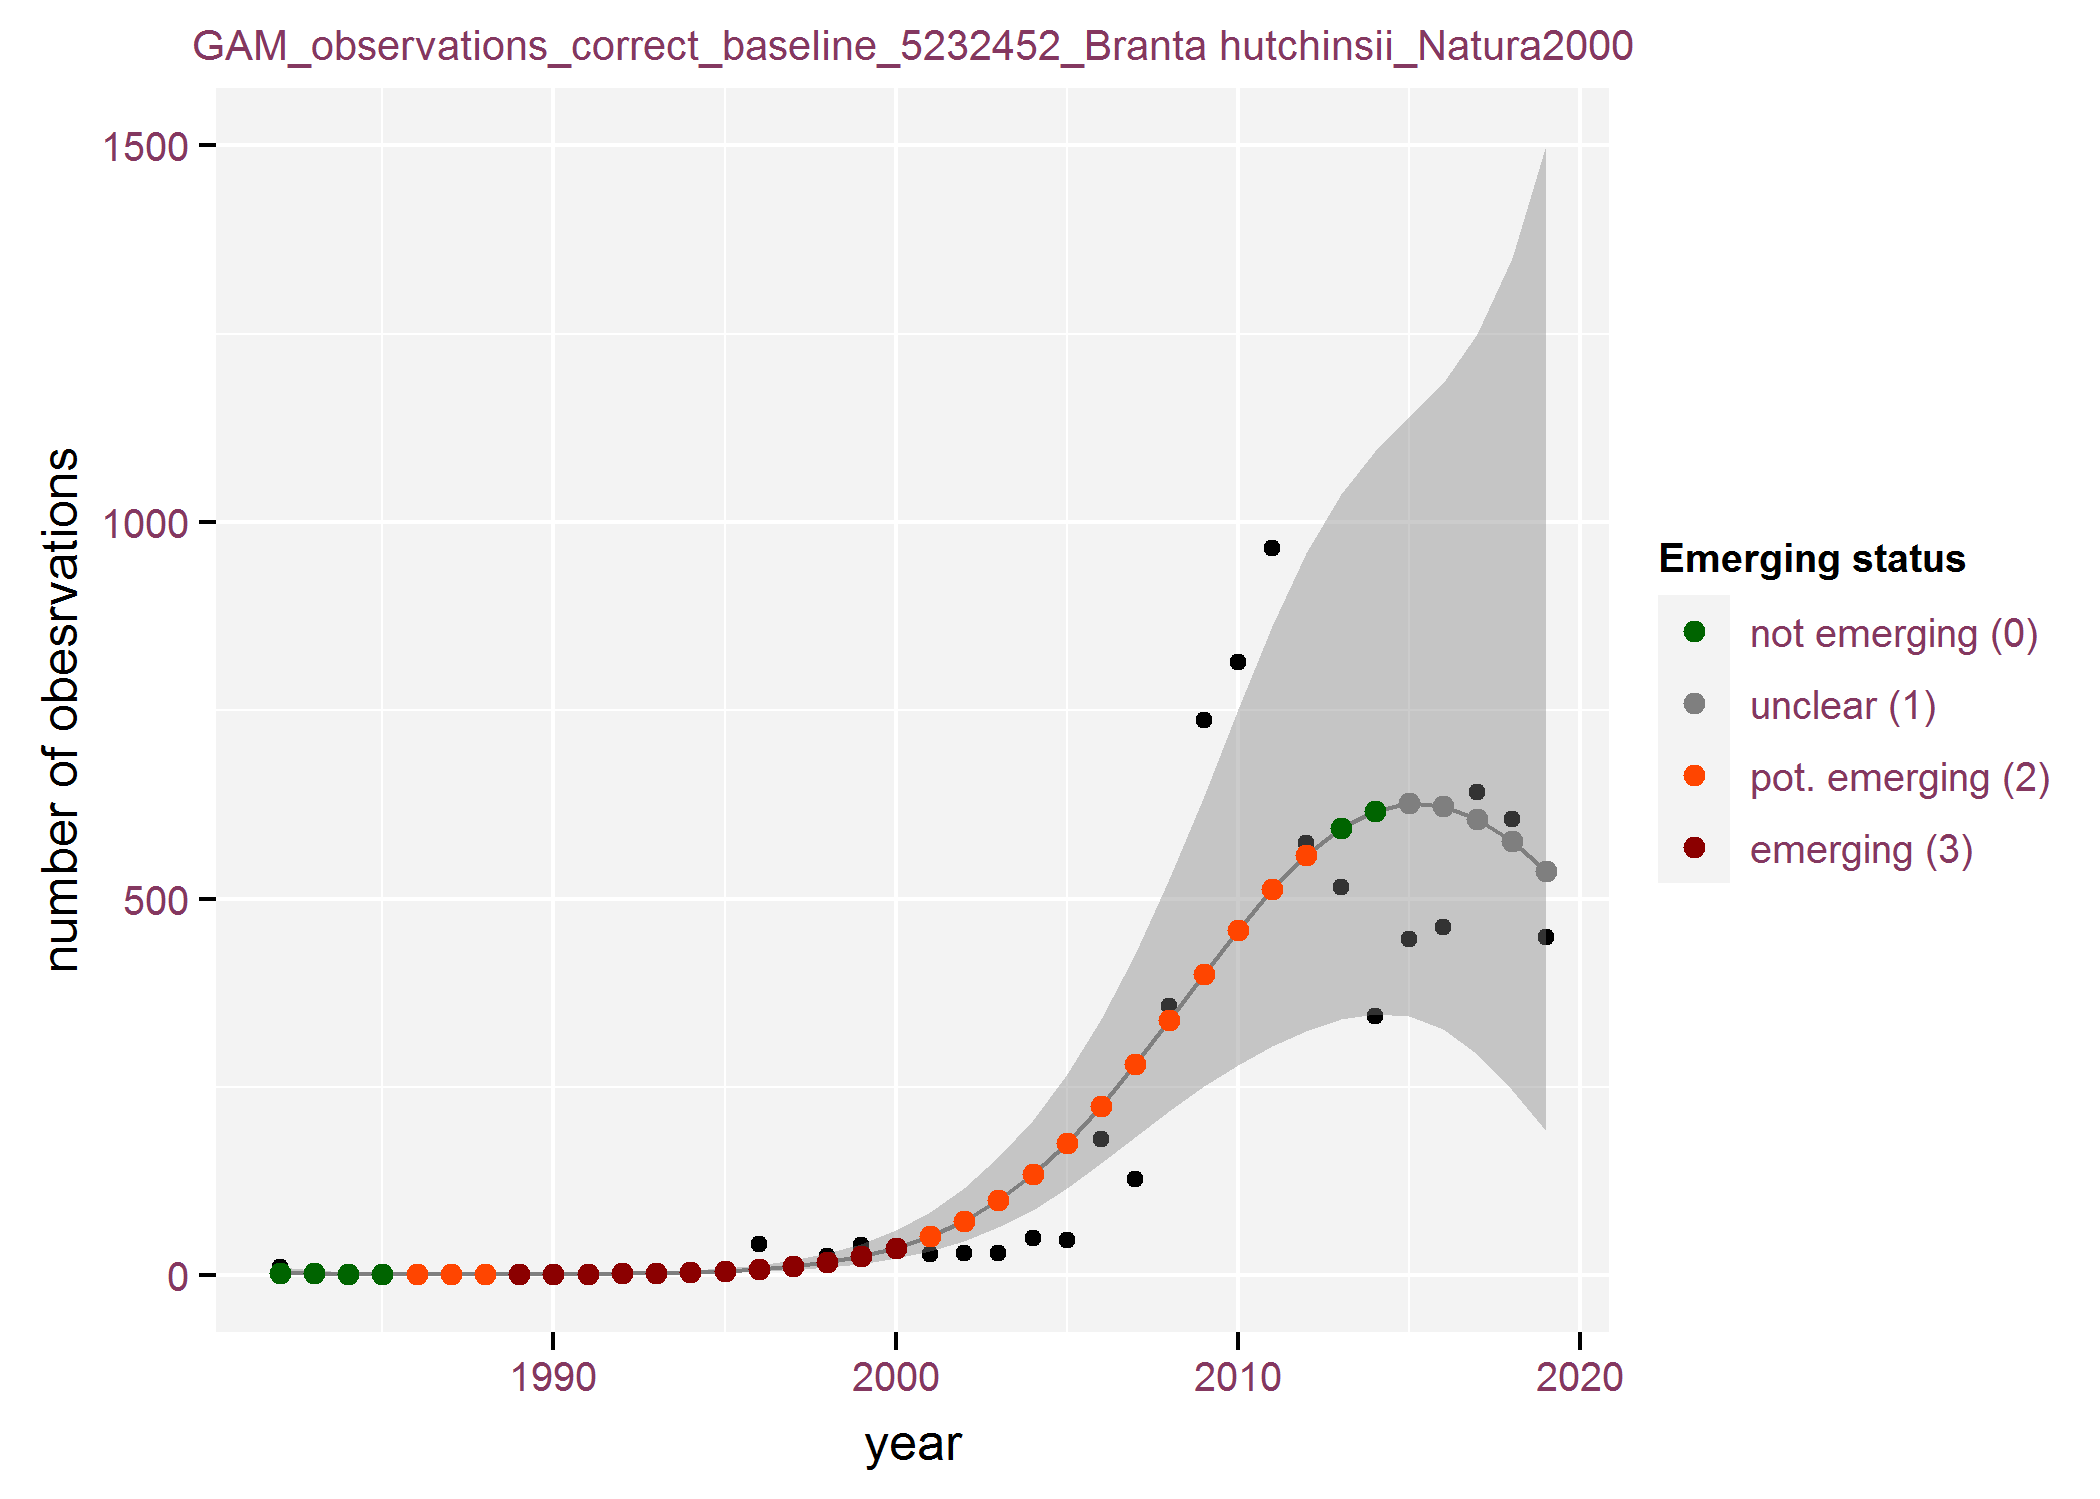 GAM_observations_correct_baseline_5232452_Branta hutchinsii_Natura2000
1500
1000
500
0
number of obesrvations
1990
2000
2010
2020
year
Emerging status
not emerging (0)
unclear (1)
pot. emerging (2)
emerging (3)